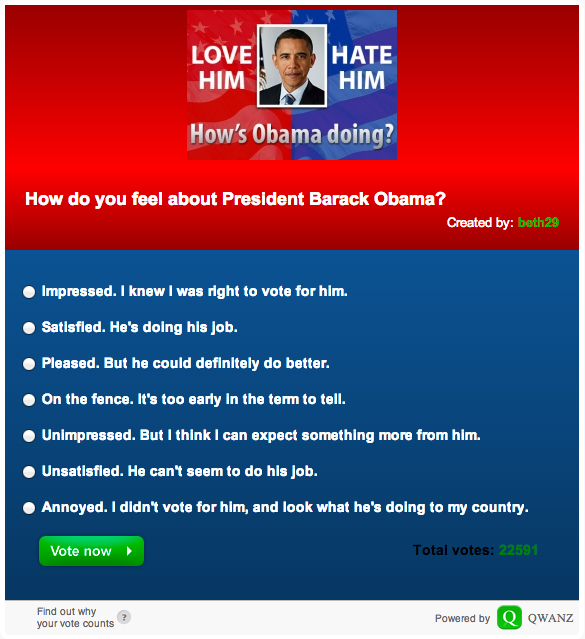 LOVE HATE
HIM HIM
How's Obama doing?
How do you feel about President Barack Obama?
Created by: beth29
Impressed. I knew I was right to vote for him.
Satisfied. He's doing his job.
Pleased. But he could definitely do better.
On the fence. It's too early in the term to tell.
Unimpressed. But I think I can expect something more from him.
Unsatisfied. He can't seem to do his job.
Annoyed. I didn't vote for him, and look what he's doing to my country.
Vote now
Total votes: 22591
Find out why
your vote counts ?
Powered by Q QWANZ